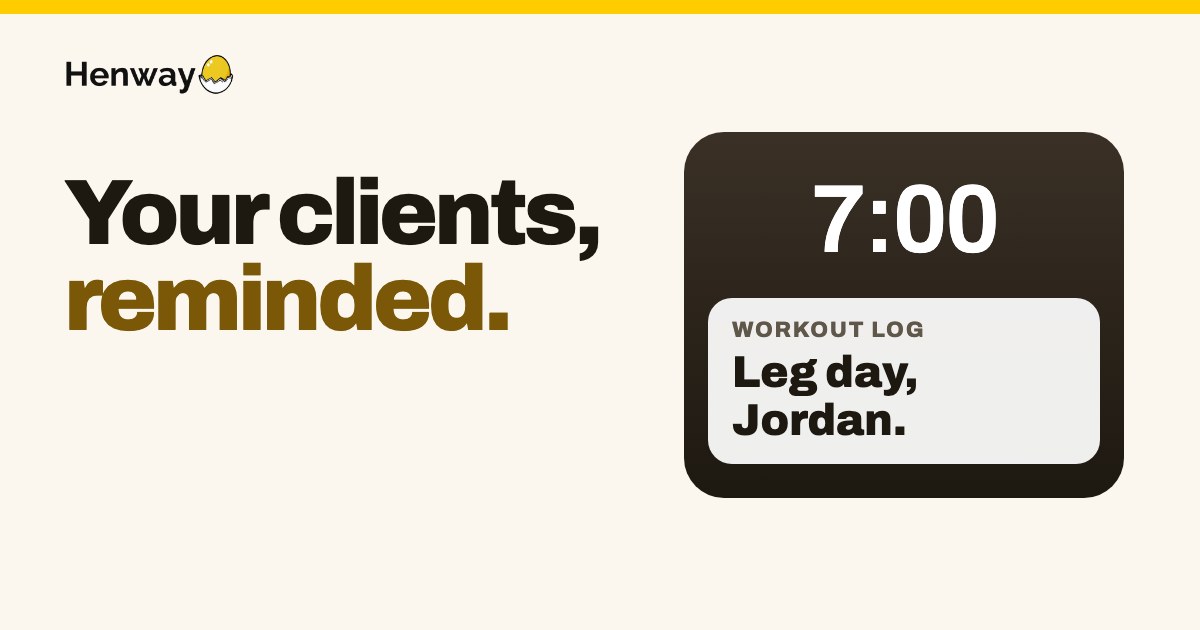 Henway
Your clients,
reminded.
7:00
WORKOUT LOG
Leg day,
Jordan.